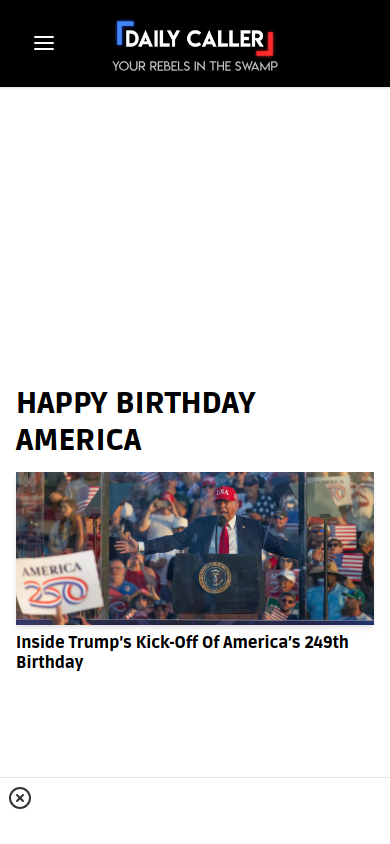 DAILY CALLER
YOUR REBELS IN THE SWAMP
HAPPY BIRTHDAY
AMERICA
USA
AMERICA
AMERICA
250
Inside Trump's Kick-Off Of America's 249th
Birthday